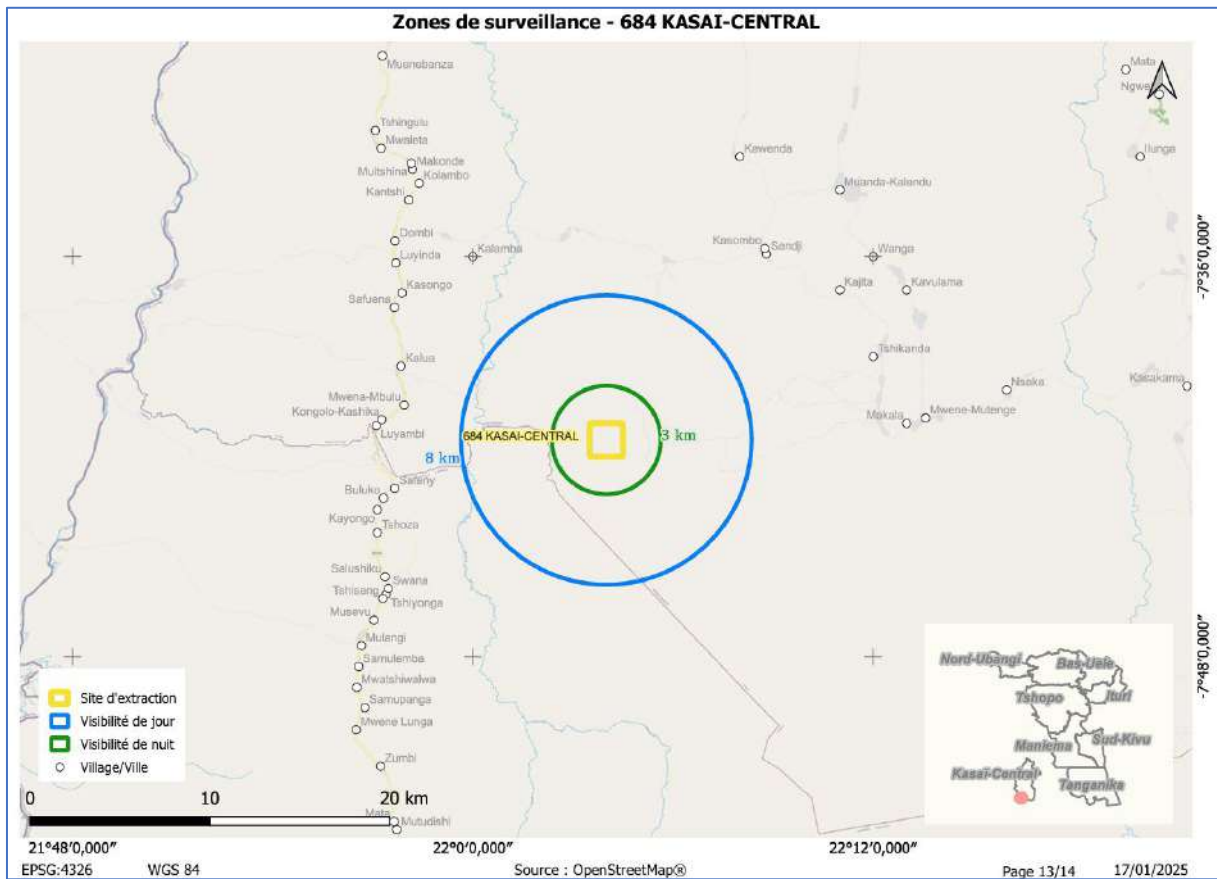 Zones de surveillance - 684 KASAI-CENTRAL
Muanabanza
Mata
Ngwe
Tshingulu
Mwaleta
Makonde
Multshina
Kolambo
Kantshi
Kawenda
Ilunga
Muanda-Kalendu
Dombi
Luyinda
Kalamba
Kasombo
Sandji
Wanga
-7°36'0,000"
Kasongo
Safuana
Kajita
Kavulama
Kalua
Tshikanda
Nsaka
Kasakama
Mwena-Mbulu
Kongolo-Kashika
Luyambi
Makala
Mwene-Mutenge
684 KASAI-CENTRAL
3 km
8 km
Safany
Buluka
Kayongo
Tshoza
Salushiku
Swana
Tshisang
Tshiyonga
Musevu
Mulangi
Samulemba
Mwatshiwalwa
Samupanga
Mwene Lunga
Zumbi
Mata
Mutudishi
-7°48'0,000"
Site d'extraction
Visibilité de jour
Visibilité de nuit
Village/Ville
Nord-Ubangi
Bas-Uele
Tshopo
Ituri
Maniema
Sud-Kivu
Kasaï-Central
Tanganika
0 10 20 km
21°48'0,000" 22°0'0,000" 22°12'0,000"
EPSG:4326 WGS 84 Source : OpenStreetMap® Page 13/14 17/01/2025